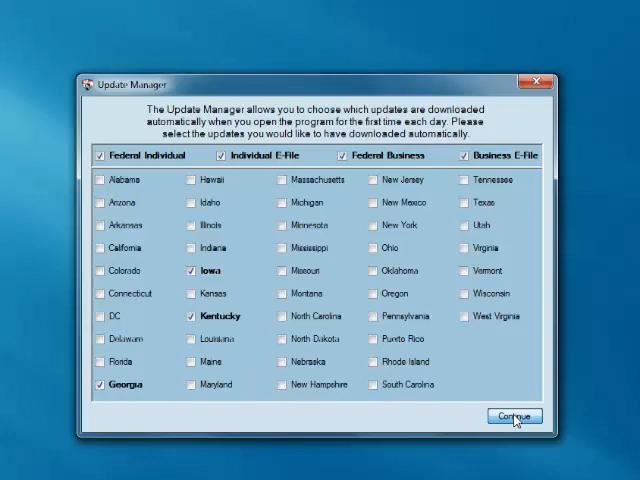 Update Manager
The Update Manager allows you to choose which updates are downloaded
automatically when you open the program for the first time each day. Please
select the updates you would like to have downloaded automatically.
Federal Individual Individual E-File Federal Business Business E-File
Alabama Hawaii Massachusetts New Jersey Tennessee
Arizona Idaho Michigan New Mexico Texas
Arkansas Illinois Minnesota New York Utah
California Indiana Mississippi Ohio Virginia
Colorado Iowa Missouri Oklahoma Vermont
Connecticut Kansas Montana Oregon Wisconsin
DC Kentucky North Carolina Pennsylvania West Virginia
Delaware Louisiana North Dakota Puerto Rico
Florida Maine Nebraska Rhode Island
Georgia Maryland New Hampshire South Carolina
Continue